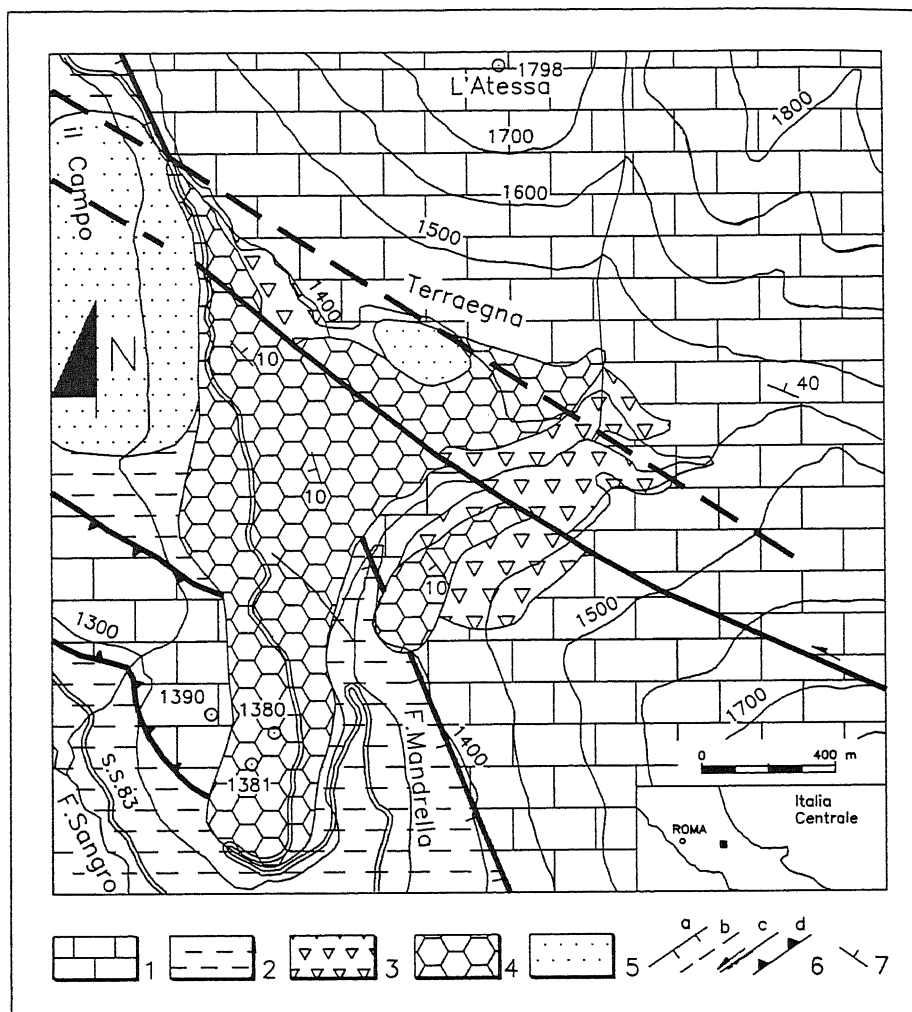 1798
L'Atessa
1800
1700
1600
1500
il Campo
Terraegna
1400
N
10
40
10
10
1300
1500
1390
1380
1381
1700
S.S.83
F.Sangro
F.Mandrella
1400
0 400 m
Italia
Centrale
ROMA
a b c d
1 2 3 4 5 6 7